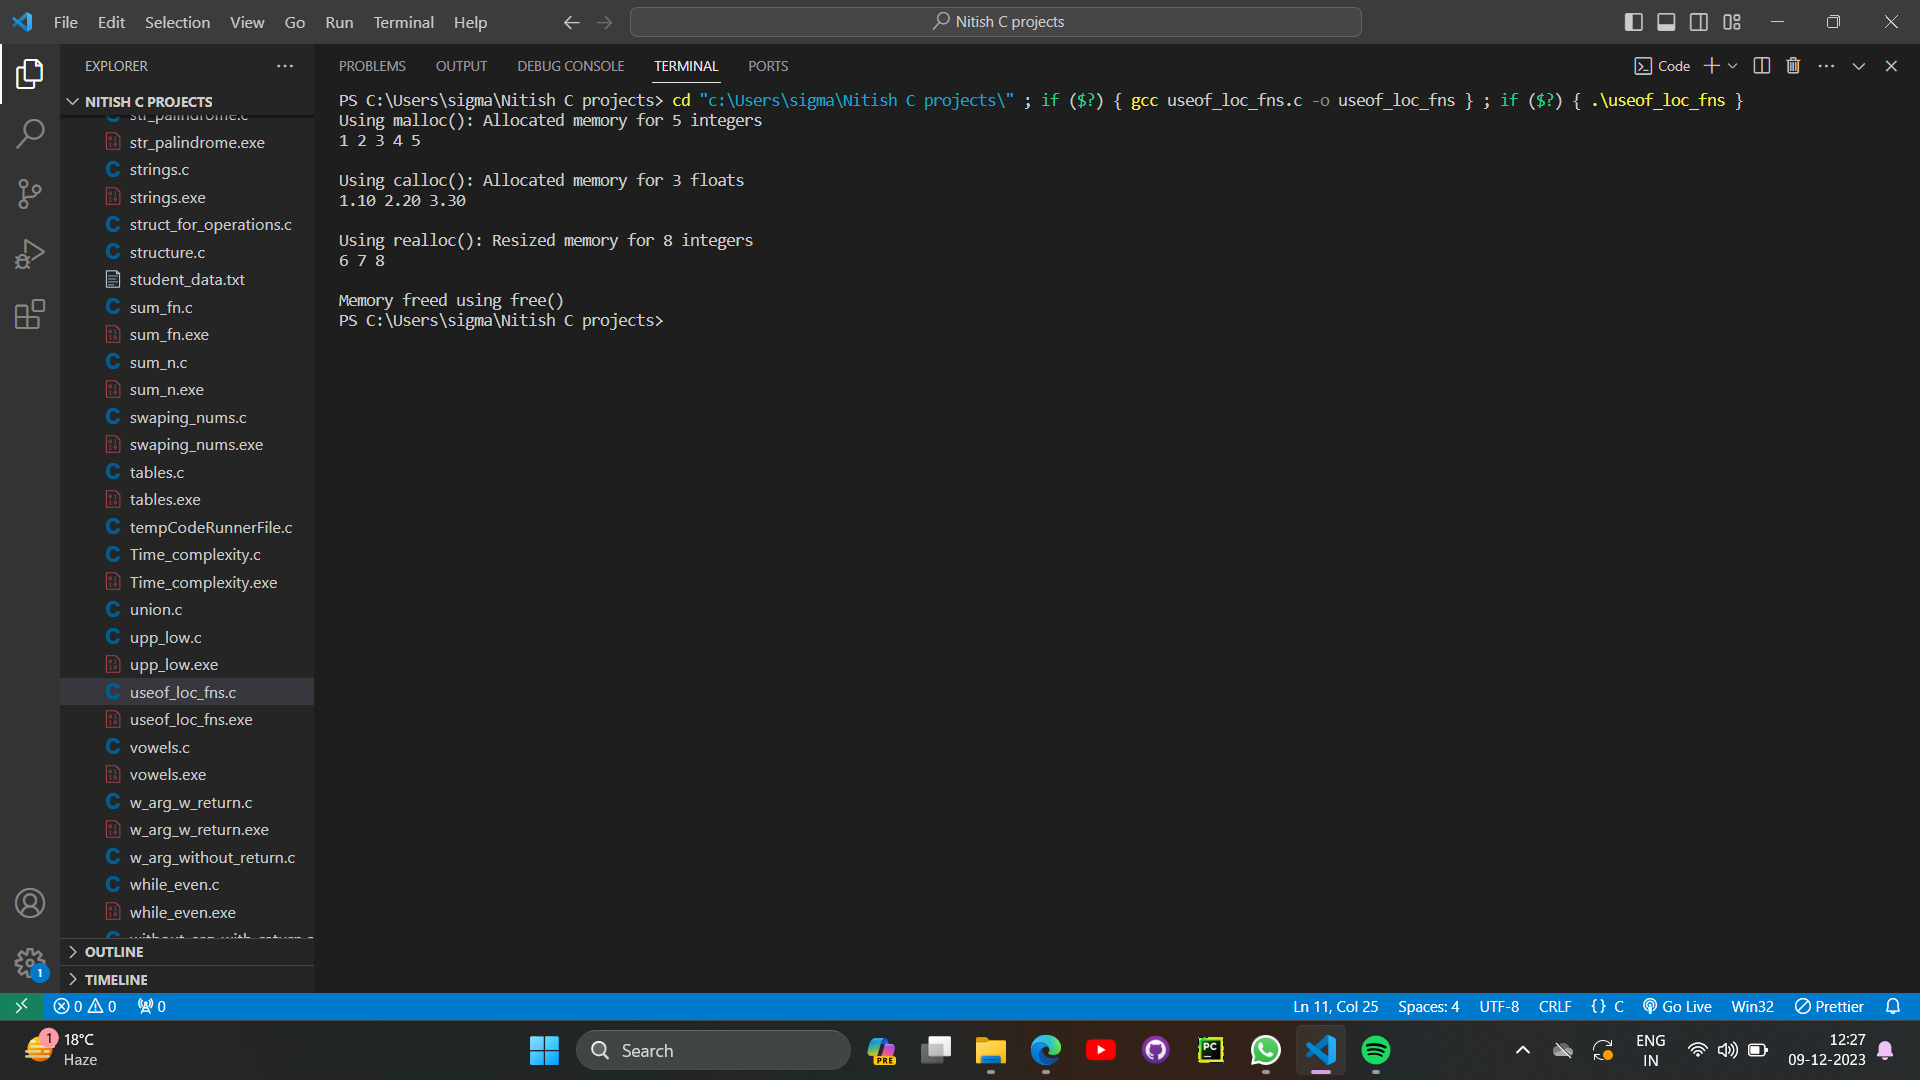 File Edit Selection View Go Run Terminal Help
Nitish C projects
EXPLORER
NITISH C PROJECTS
str_palindrome.c
str_palindrome.exe
strings.c
strings.exe
struct_for_operations.c
structure.c
student_data.txt
sum_fn.c
sum_fn.exe
sum_n.c
sum_n.exe
swaping_nums.c
swaping_nums.exe
tables.c
tables.exe
tempCodeRunnerFile.c
Time_complexity.c
Time_complexity.exe
union.c
upp_low.c
upp_low.exe
useof_loc_fns.c
useof_loc_fns.exe
vowels.c
vowels.exe
w_arg_w_return.c
w_arg_w_return.exe
w_arg_without_return.c
while_even.c
while_even.exe
OUTLINE
TIMELINE
PROBLEMS OUTPUT DEBUG CONSOLE TERMINAL PORTS
Code
PS C:\Users\sigma\Nitish C projects> cd "c:\Users\sigma\Nitish C projects\" ; if ($?) { gcc useof_loc_fns.c -o useof_loc_fns } ; if ($?) { .\useof_loc_fns }
Using malloc(): Allocated memory for 5 integers
1 2 3 4 5
Using calloc(): Allocated memory for 3 floats
1.10 2.20 3.30
Using realloc(): Resized memory for 8 integers
6 7 8
Memory freed using free()
PS C:\Users\sigma\Nitish C projects>
1
0 0 0
Ln 11, Col 25 Spaces: 4 UTF-8 CRLF {} C Go Live Win32 Prettier
1
18°C
Haze
Search
PRE
PC
ENG
IN
12:27
09-12-2023